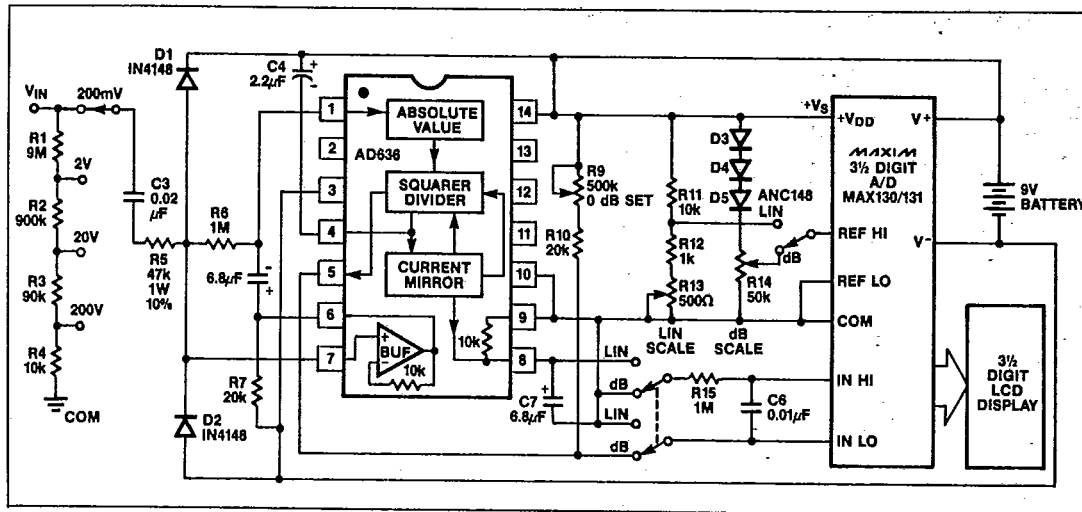 D1
IN4148
VIN
200mV
R1
9M
2V
R2
900k
20V
R3
90k
200V
R4
10k
COM
C3
0.02
μF
R5
47k
1W
10%
R6
1M
6.8μF
-
+
R7
20k
D2
IN4148
C4
2.2μF
+
-
1
2
3
4
5
6
7
AD636
ABSOLUTE
VALUE
SQUARER
DIVIDER
CURRENT
MIRROR
BUF
+
-
10k
10k
14
13
12
11
10
9
8
R9
500k
0 dB SET
R10
20k
R11
10k
R12
1k
R13
500Ω
LIN
SCALE
D3
D4
D5
ANC148
LIN
dB
R14
50k
dB
SCALE
+
C7
6.8μF
LIN
dB
LIN
dB
R15
1M
C6
0.01μF
+VS
+VDD
V+
MAXIM
3½ DIGIT
A/D
MAX130/131
REF HI
V-
REF LO
COM
IN HI
IN LO
9V
BATTERY
3½
DIGIT
LCD
DISPLAY